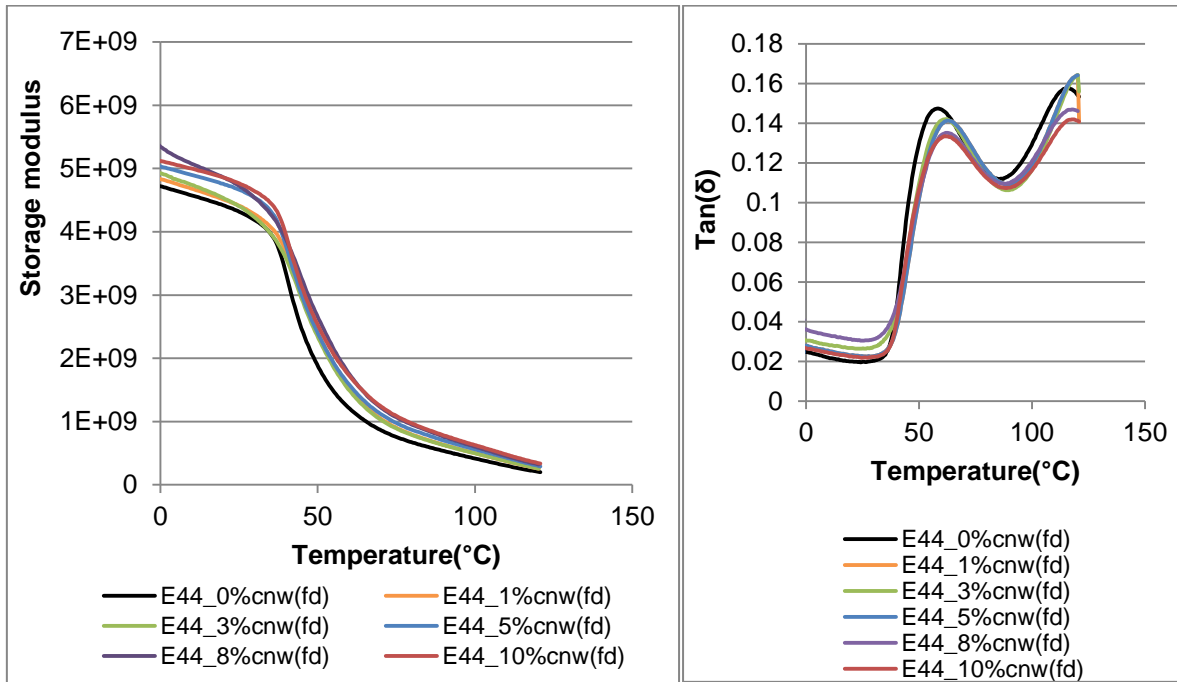 7E+09
6E+09
5E+09
4E+09
3E+09
2E+09
1E+09
0
Storage modulus
0 50 100 150
Temperature(°C)
E44_0%cnw(fd) E44_1%cnw(fd)
E44_3%cnw(fd) E44_5%cnw(fd)
E44_8%cnw(fd) E44_10%cnw(fd)
0.18
0.16
0.14
0.12
0.1
0.08
0.06
0.04
0.02
0
Tan(δ)
0 50 100 150
Temperature(°C)
E44_0%cnw(fd)
E44_1%cnw(fd)
E44_3%cnw(fd)
E44_5%cnw(fd)
E44_8%cnw(fd)
E44_10%cnw(fd)